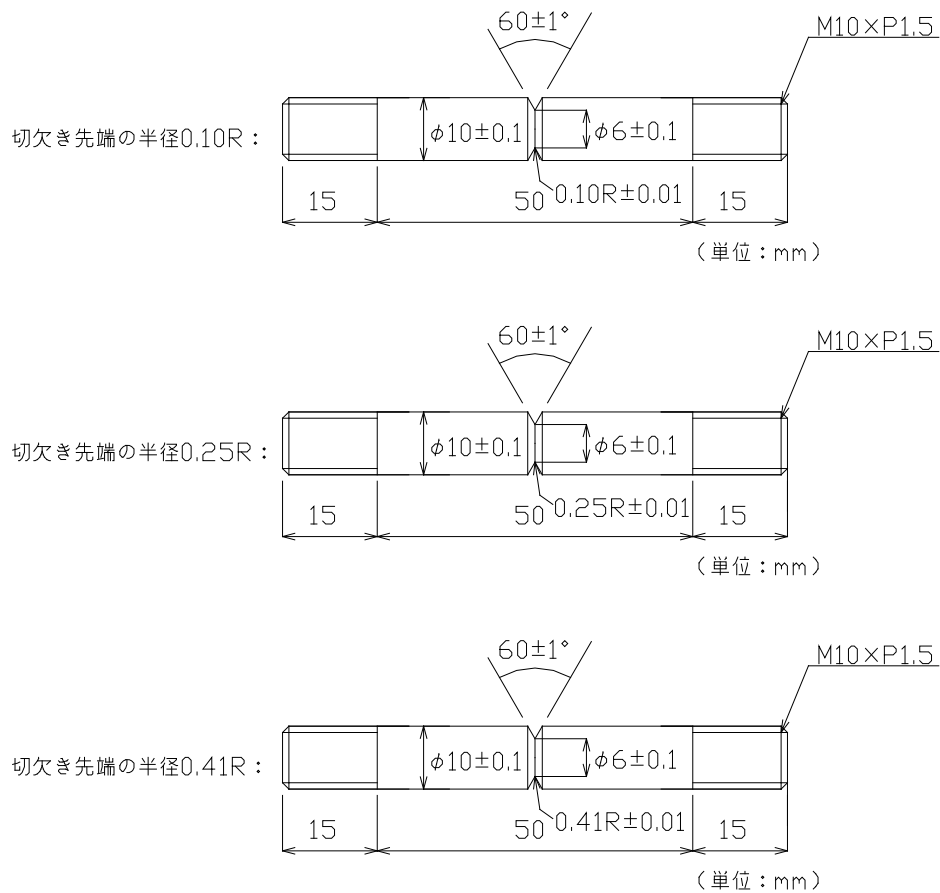 60±1°
M10×P1.5
切欠き先端の半径0.10R：
φ10±0.1
φ6±0.1
0.10R±0.01
15
50
15
（単位：mm）
60±1°
M10×P1.5
切欠き先端の半径0.25R：
φ10±0.1
φ6±0.1
0.25R±0.01
15
50
15
（単位：mm）
60±1°
M10×P1.5
切欠き先端の半径0.41R：
φ10±0.1
φ6±0.1
0.41R±0.01
15
50
15
（単位：mm）